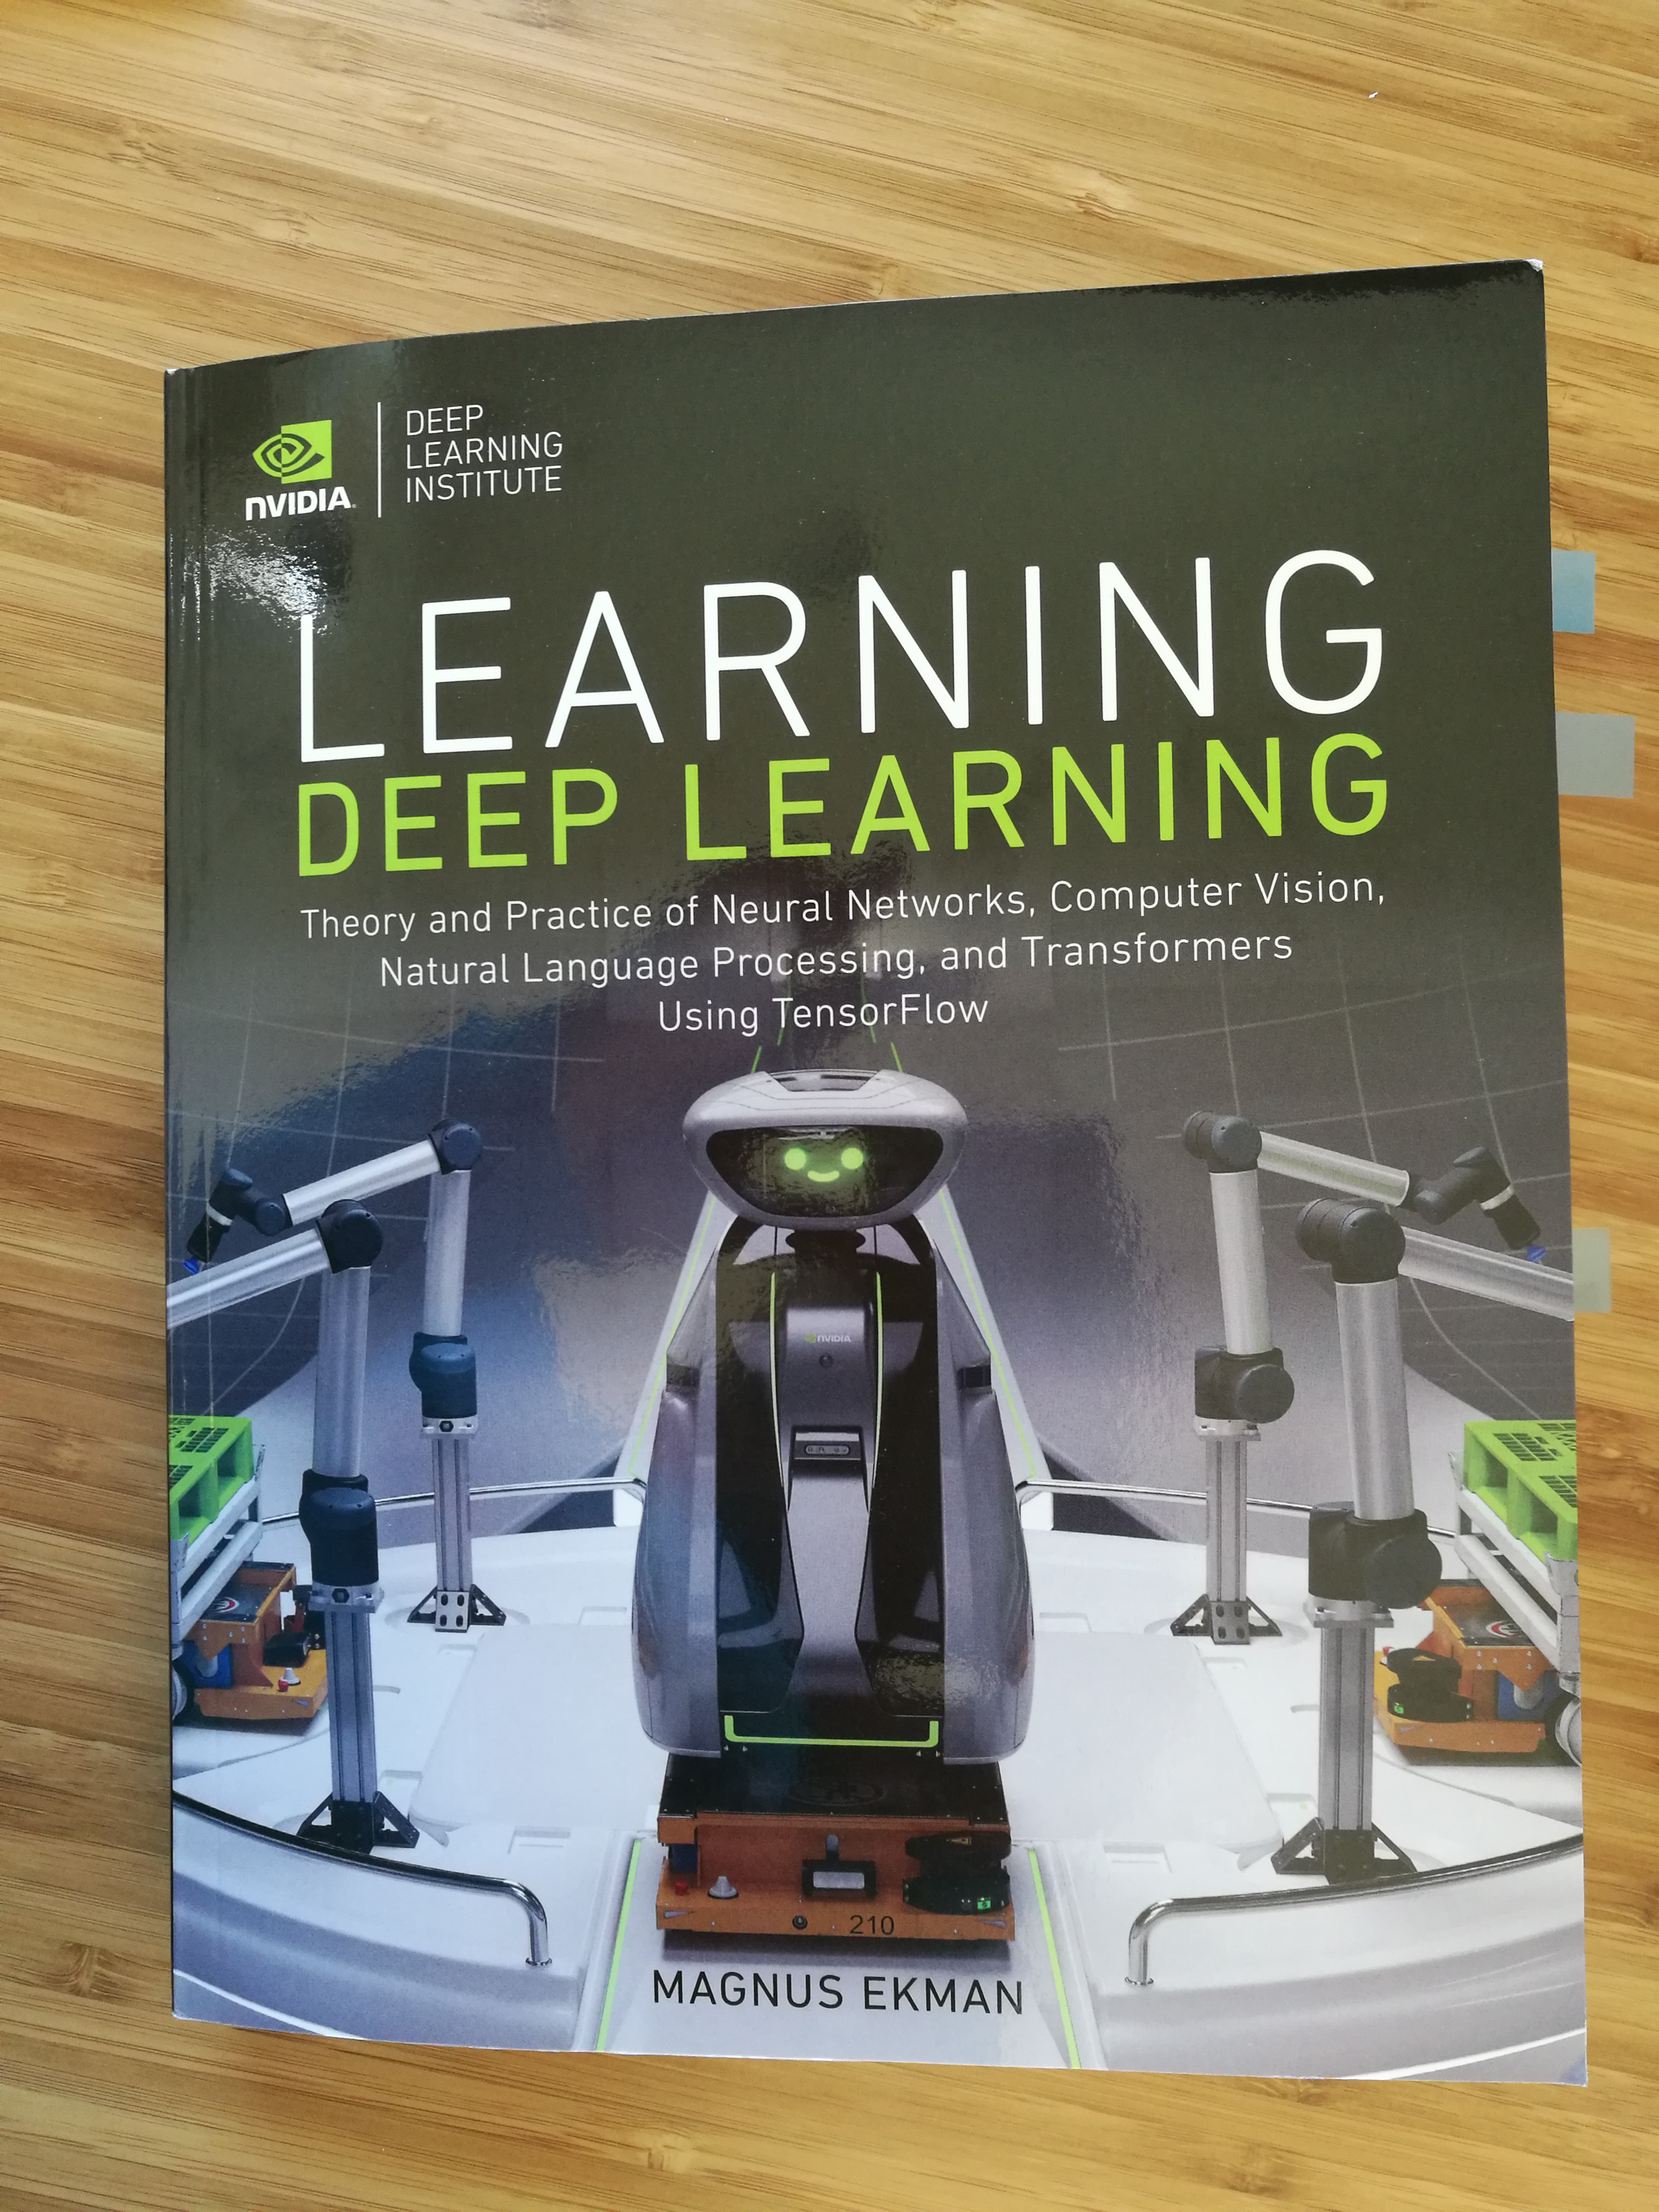 NVIDIA
DEEP
LEARNING
INSTITUTE
LEARNING
DEEP LEARNING
Theory and Practice of Neural Networks, Computer Vision,
Natural Language Processing, and Transformers
Using TensorFlow
NVIDIA
210
MAGNUS EKMAN